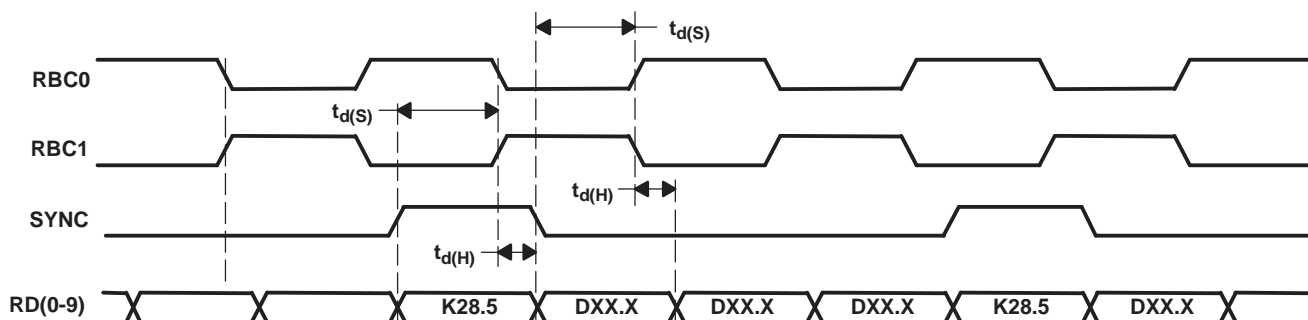 t_d(S)
RBC0
t_d(S)
RBC1
t_d(H)
SYNC
t_d(H)
RD(0-9) K28.5 DXX.X DXX.X DXX.X K28.5 DXX.X